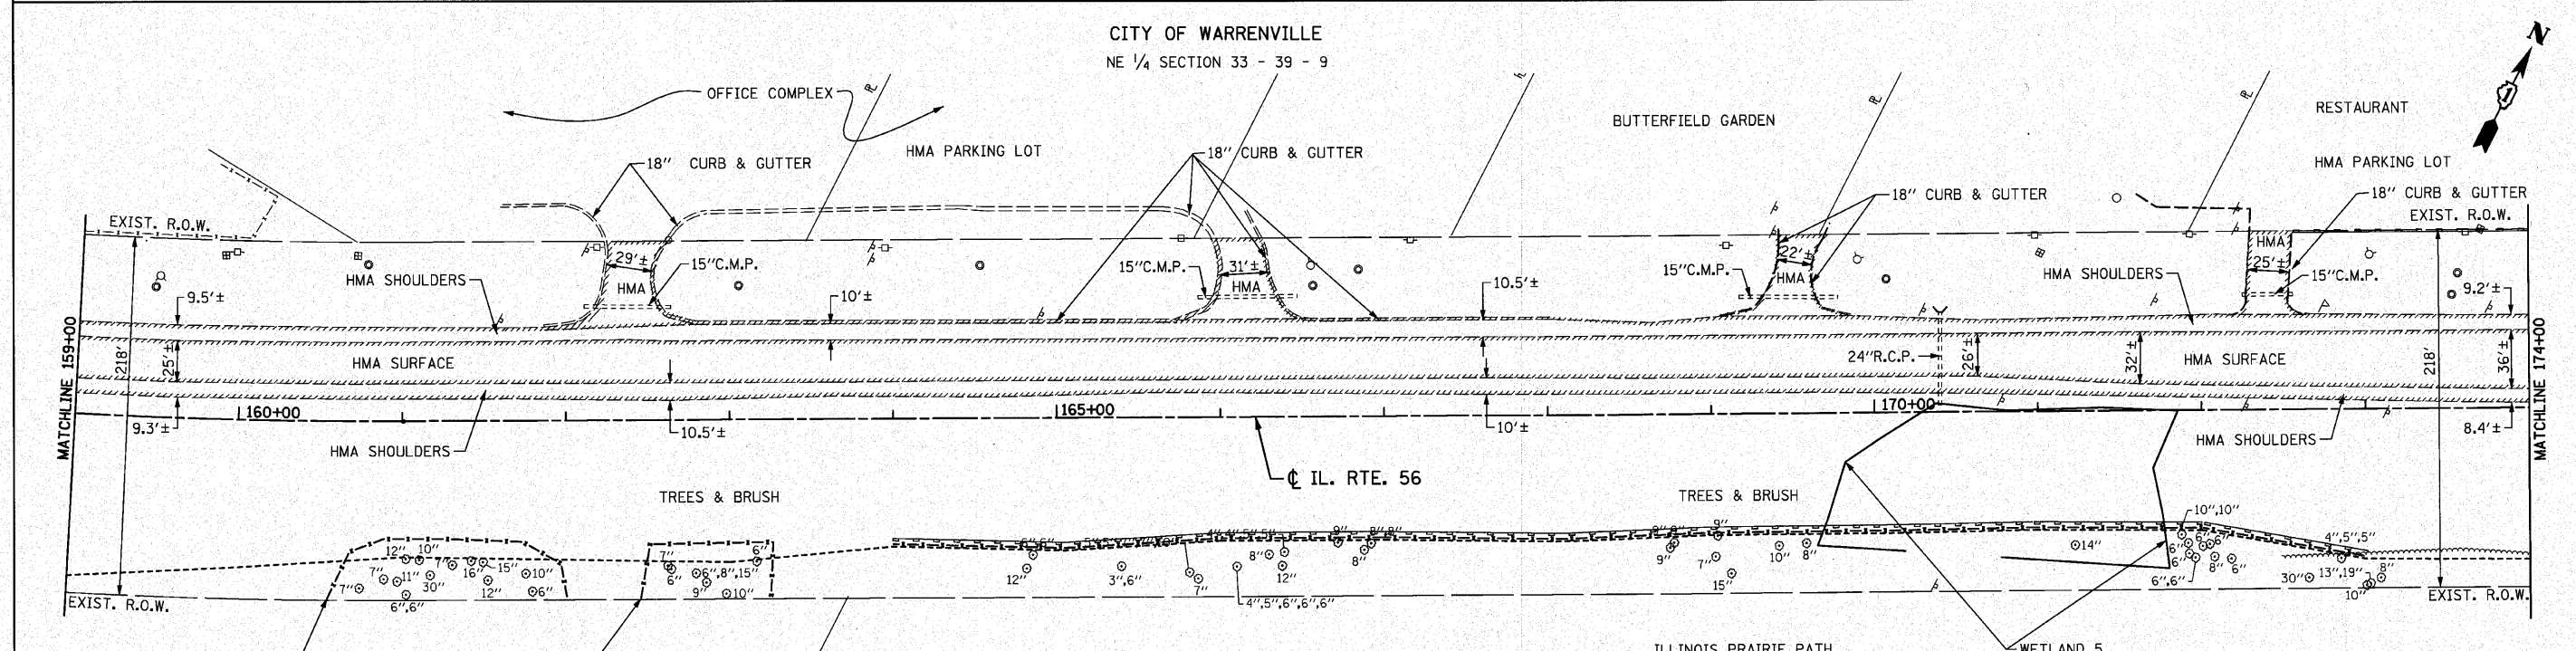 CITY OF WARRENVILLE
NE 1/4 SECTION 33 - 39 - 9
N
OFFICE COMPLEX
BUTTERFIELD GARDEN
RESTAURANT
HMA PARKING LOT
18" CURB & GUTTER
18" CURB & GUTTER
HMA PARKING LOT
18" CURB & GUTTER
18" CURB & GUTTER
EXIST. R.O.W.
EXIST. R.O.W.
29'±
15"C.M.P.
HMA
15"C.M.P.
31'±
HMA
15"C.M.P.
22'±
HMA
HMA
25'±
15"C.M.P.
HMA SHOULDERS
HMA SHOULDERS
9.5'±
10'±
10.5'±
9.2'±
MATCHLINE 159+00
218'
25'±
HMA SURFACE
24"R.C.P.
26'±
32'±
HMA SURFACE
218'
36'±
MATCHLINE 174+00
160+00
165+00
170+00
9.3'±
10.5'±
10'±
8.4'±
HMA SHOULDERS
HMA SHOULDERS
℄ IL. RTE. 56
TREES & BRUSH
TREES & BRUSH
10",10"
12" 10"
7"
6"
9"
8",8"
9"
4",5",5"
7" 11" 7" 16" 15" 10"
7" 30" 12" 6"
6",6"
6" 6",8",15"
9" 10"
12"
3",6"
7"
8"
12"
8"
4",5",6",6",6"
9"
7"
15"
10"
8"
14"
6"
6",6"
8" 6"
30"
13",19"
8"
10"
EXIST. R.O.W.
EXIST. R.O.W.
ILLINOIS PRAIRIE PATH
WETLAND 5